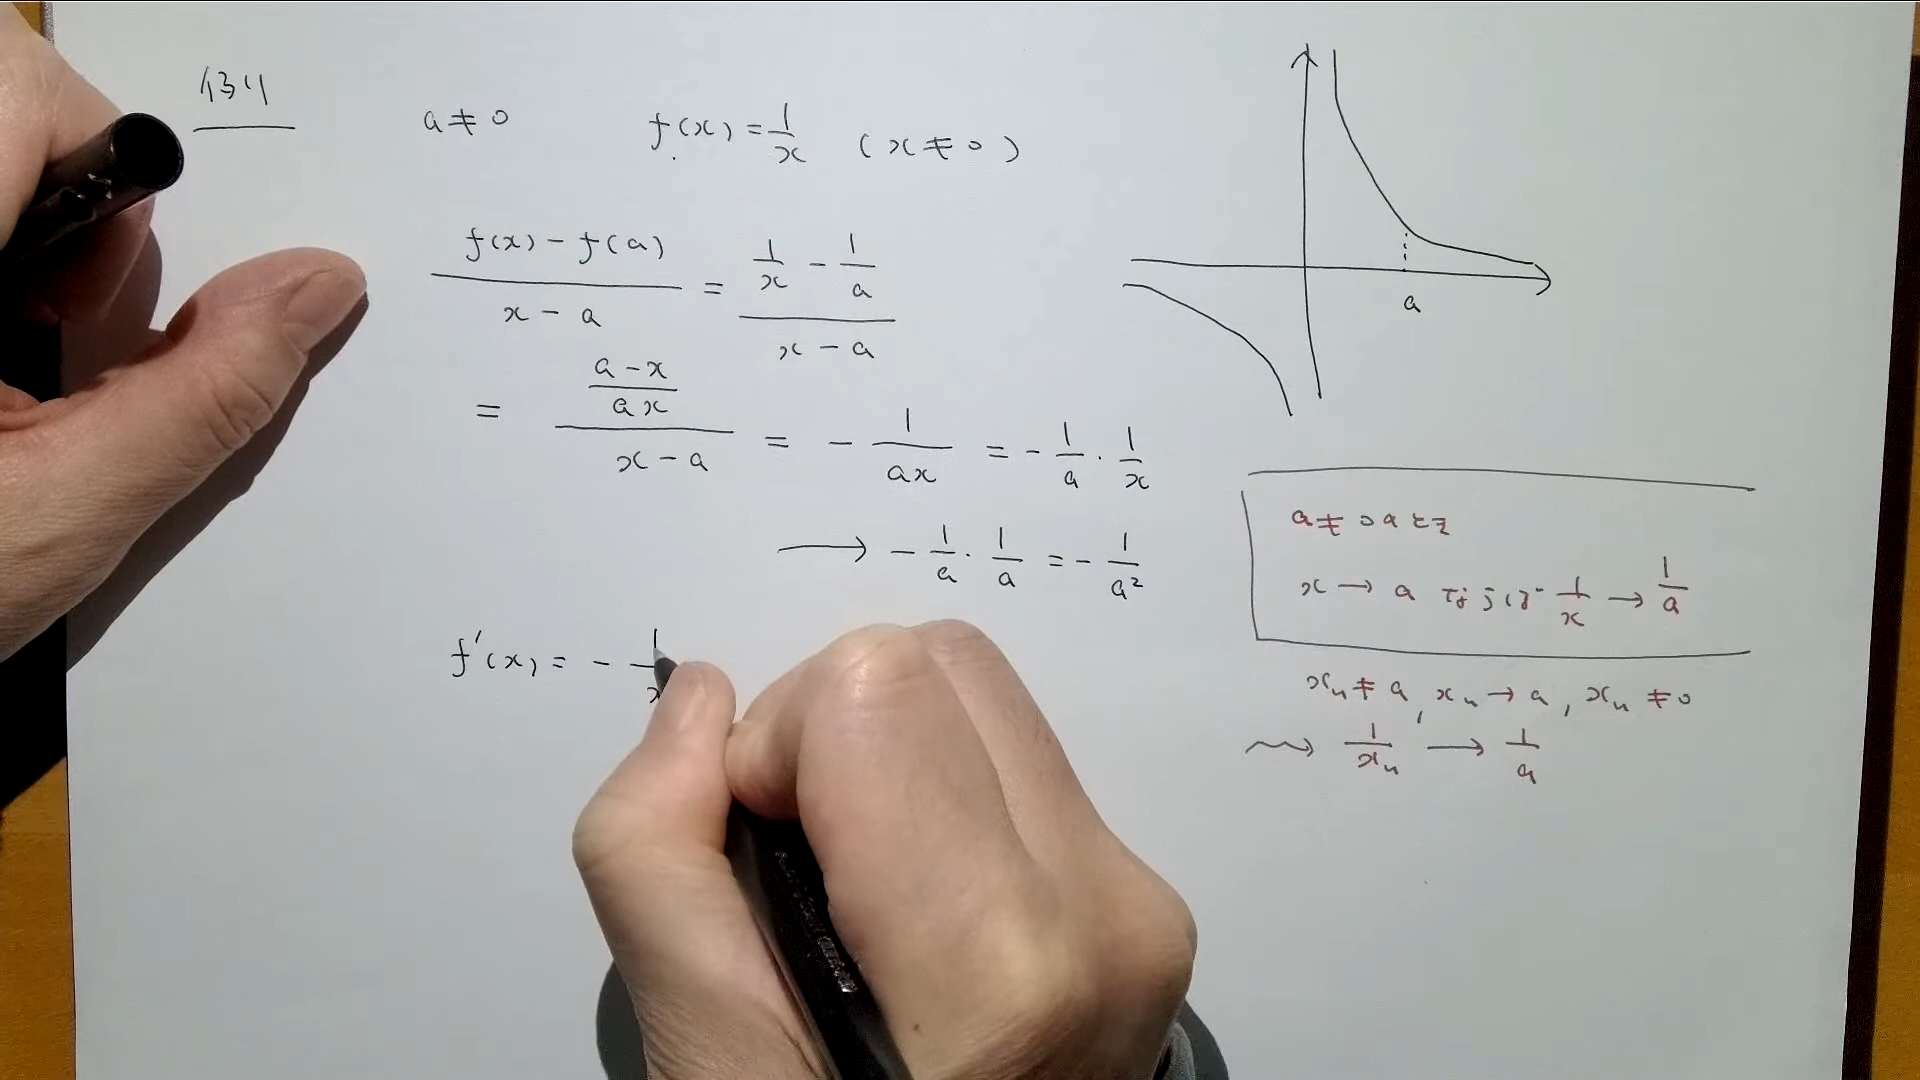 例
a≠0 f(x)=1/x (x≠0)
(f(x)-f(a))/(x-a) = (1/x - 1/a)/(x-a)
= ((a-x)/(ax))/(x-a) = -1/(ax) = -1/a · 1/x
→ -1/a · 1/a = -1/a²
f'(x) = -1/x
a
a≠0のとき
x→a ならば 1/x → 1/a
xₙ≠a, xₙ→a, xₙ≠0
⇝ 1/xₙ → 1/a